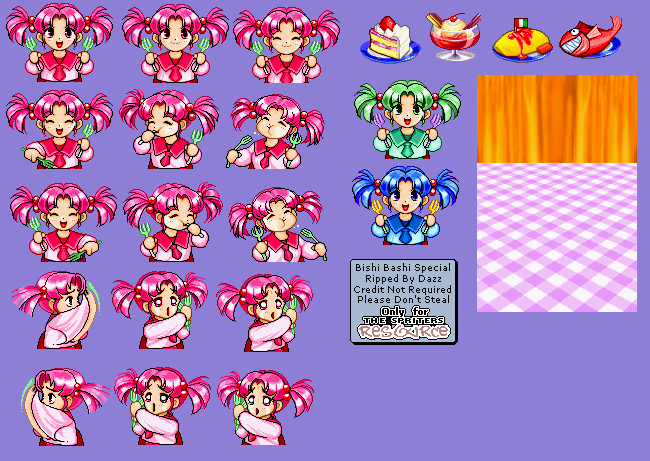 Bishi Bashi Special
Ripped By Dazz
Credit Not Required
Please Don't Steal
Only for
THE SPRITERS
RESOURCE